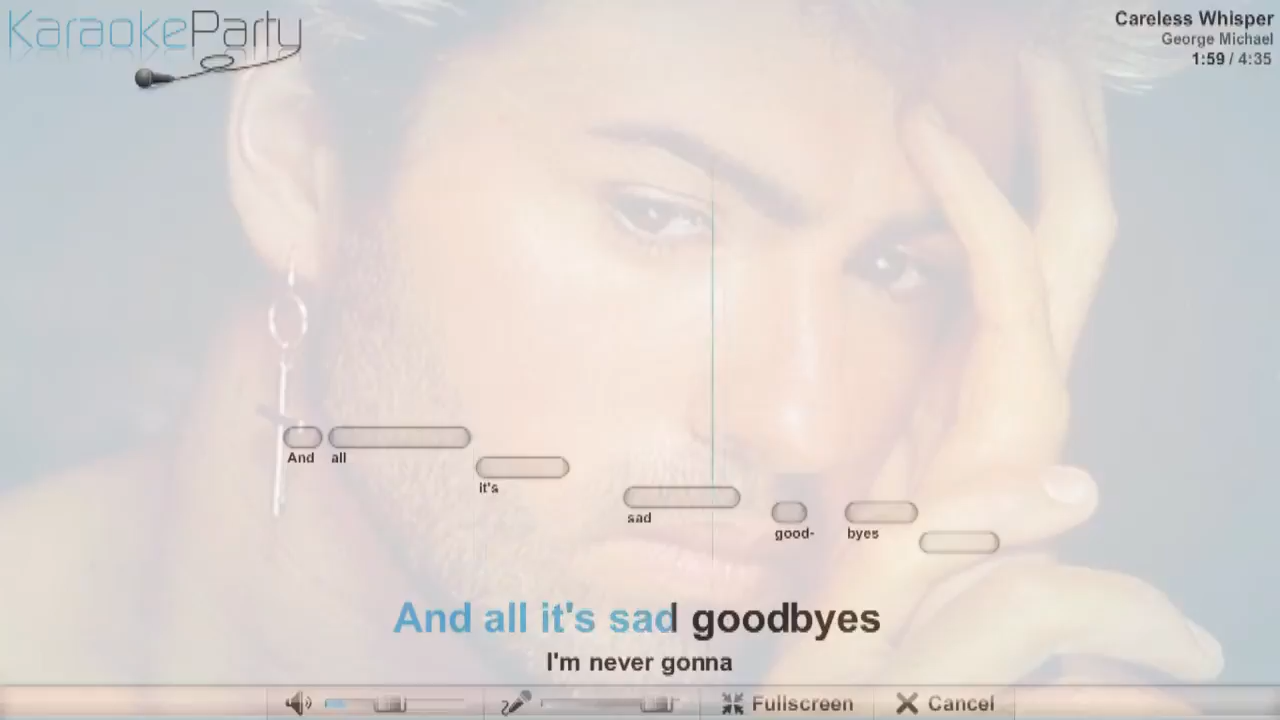 KaraokeParty
Careless Whisper
George Michael
1:59 / 4:35
And all
it's
sad
good- byes
And all it's sad goodbyes
I'm never gonna
Fullscreen Cancel